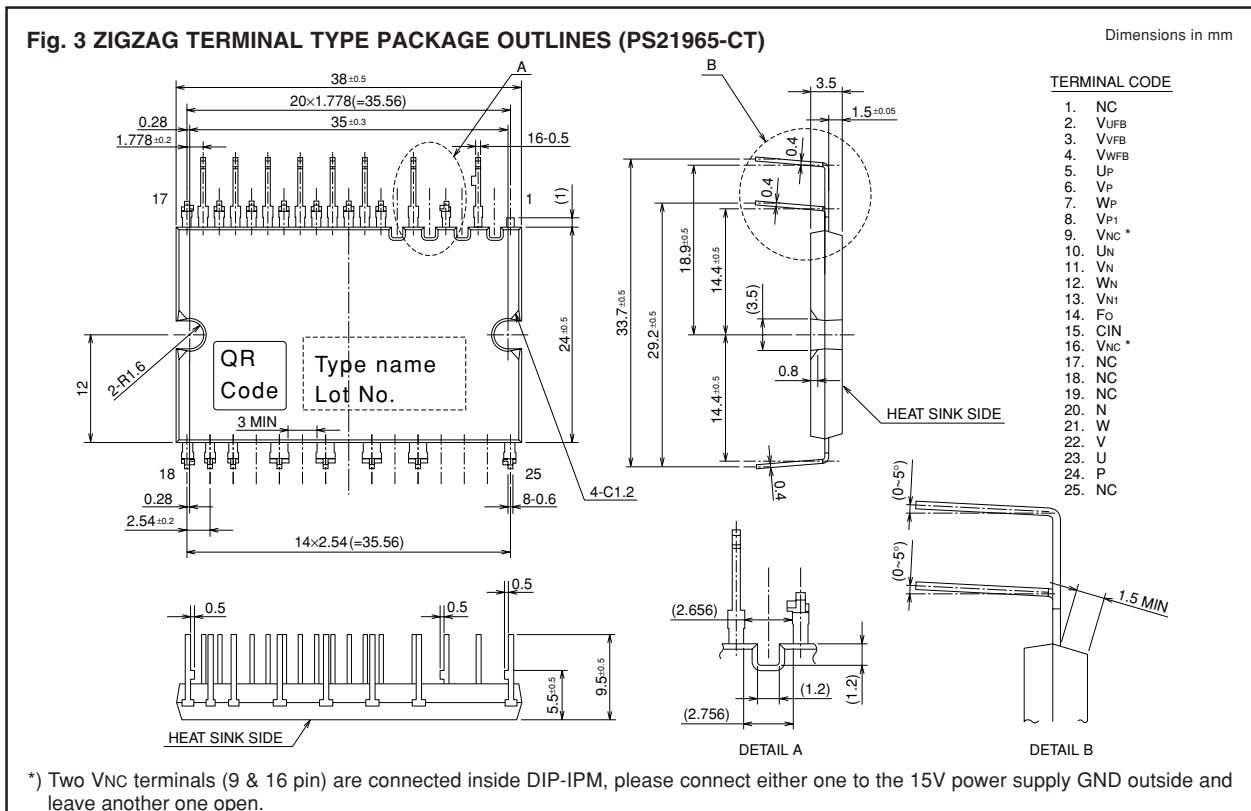 Fig. 3 ZIGZAG TERMINAL TYPE PACKAGE OUTLINES (PS21965-CT)
Dimensions in mm
A
38±0.5
20×1.778(=35.56)
0.28
35±0.3
1.778±0.2
16-0.5
17
1
(1)
24±0.5
12
2-R1.6
QR
Code
Type name
Lot No.
3 MIN
18
25
0.28
2.54±0.2
4-C1.2
8-0.6
14×2.54(=35.56)
B
3.5
1.5±0.05
0.4
0.4
33.7±0.5
29.2±0.5
18.9±0.5
14.4±0.5
(3.5)
0.8
14.4±0.5
0.4
HEAT SINK SIDE
TERMINAL CODE
1. NC
2. VUFB
3. VVFB
4. VWFB
5. UP
6. VP
7. WP
8. VP1
9. VNC *
10. UN
11. VN
12. WN
13. VN1
14. FO
15. CIN
16. VNC *
17. NC
18. NC
19. NC
20. N
21. W
22. V
23. U
24. P
25. NC
0.5
0.5
0.5
5.5±0.5
9.5±0.5
HEAT SINK SIDE
(2.656)
(1.2)
(1.2)
(2.756)
DETAIL A
(0~5°)
(0~5°)
1.5 MIN
DETAIL B
*) Two VNC terminals (9 & 16 pin) are connected inside DIP-IPM, please connect either one to the 15V power supply GND outside and
leave another one open.